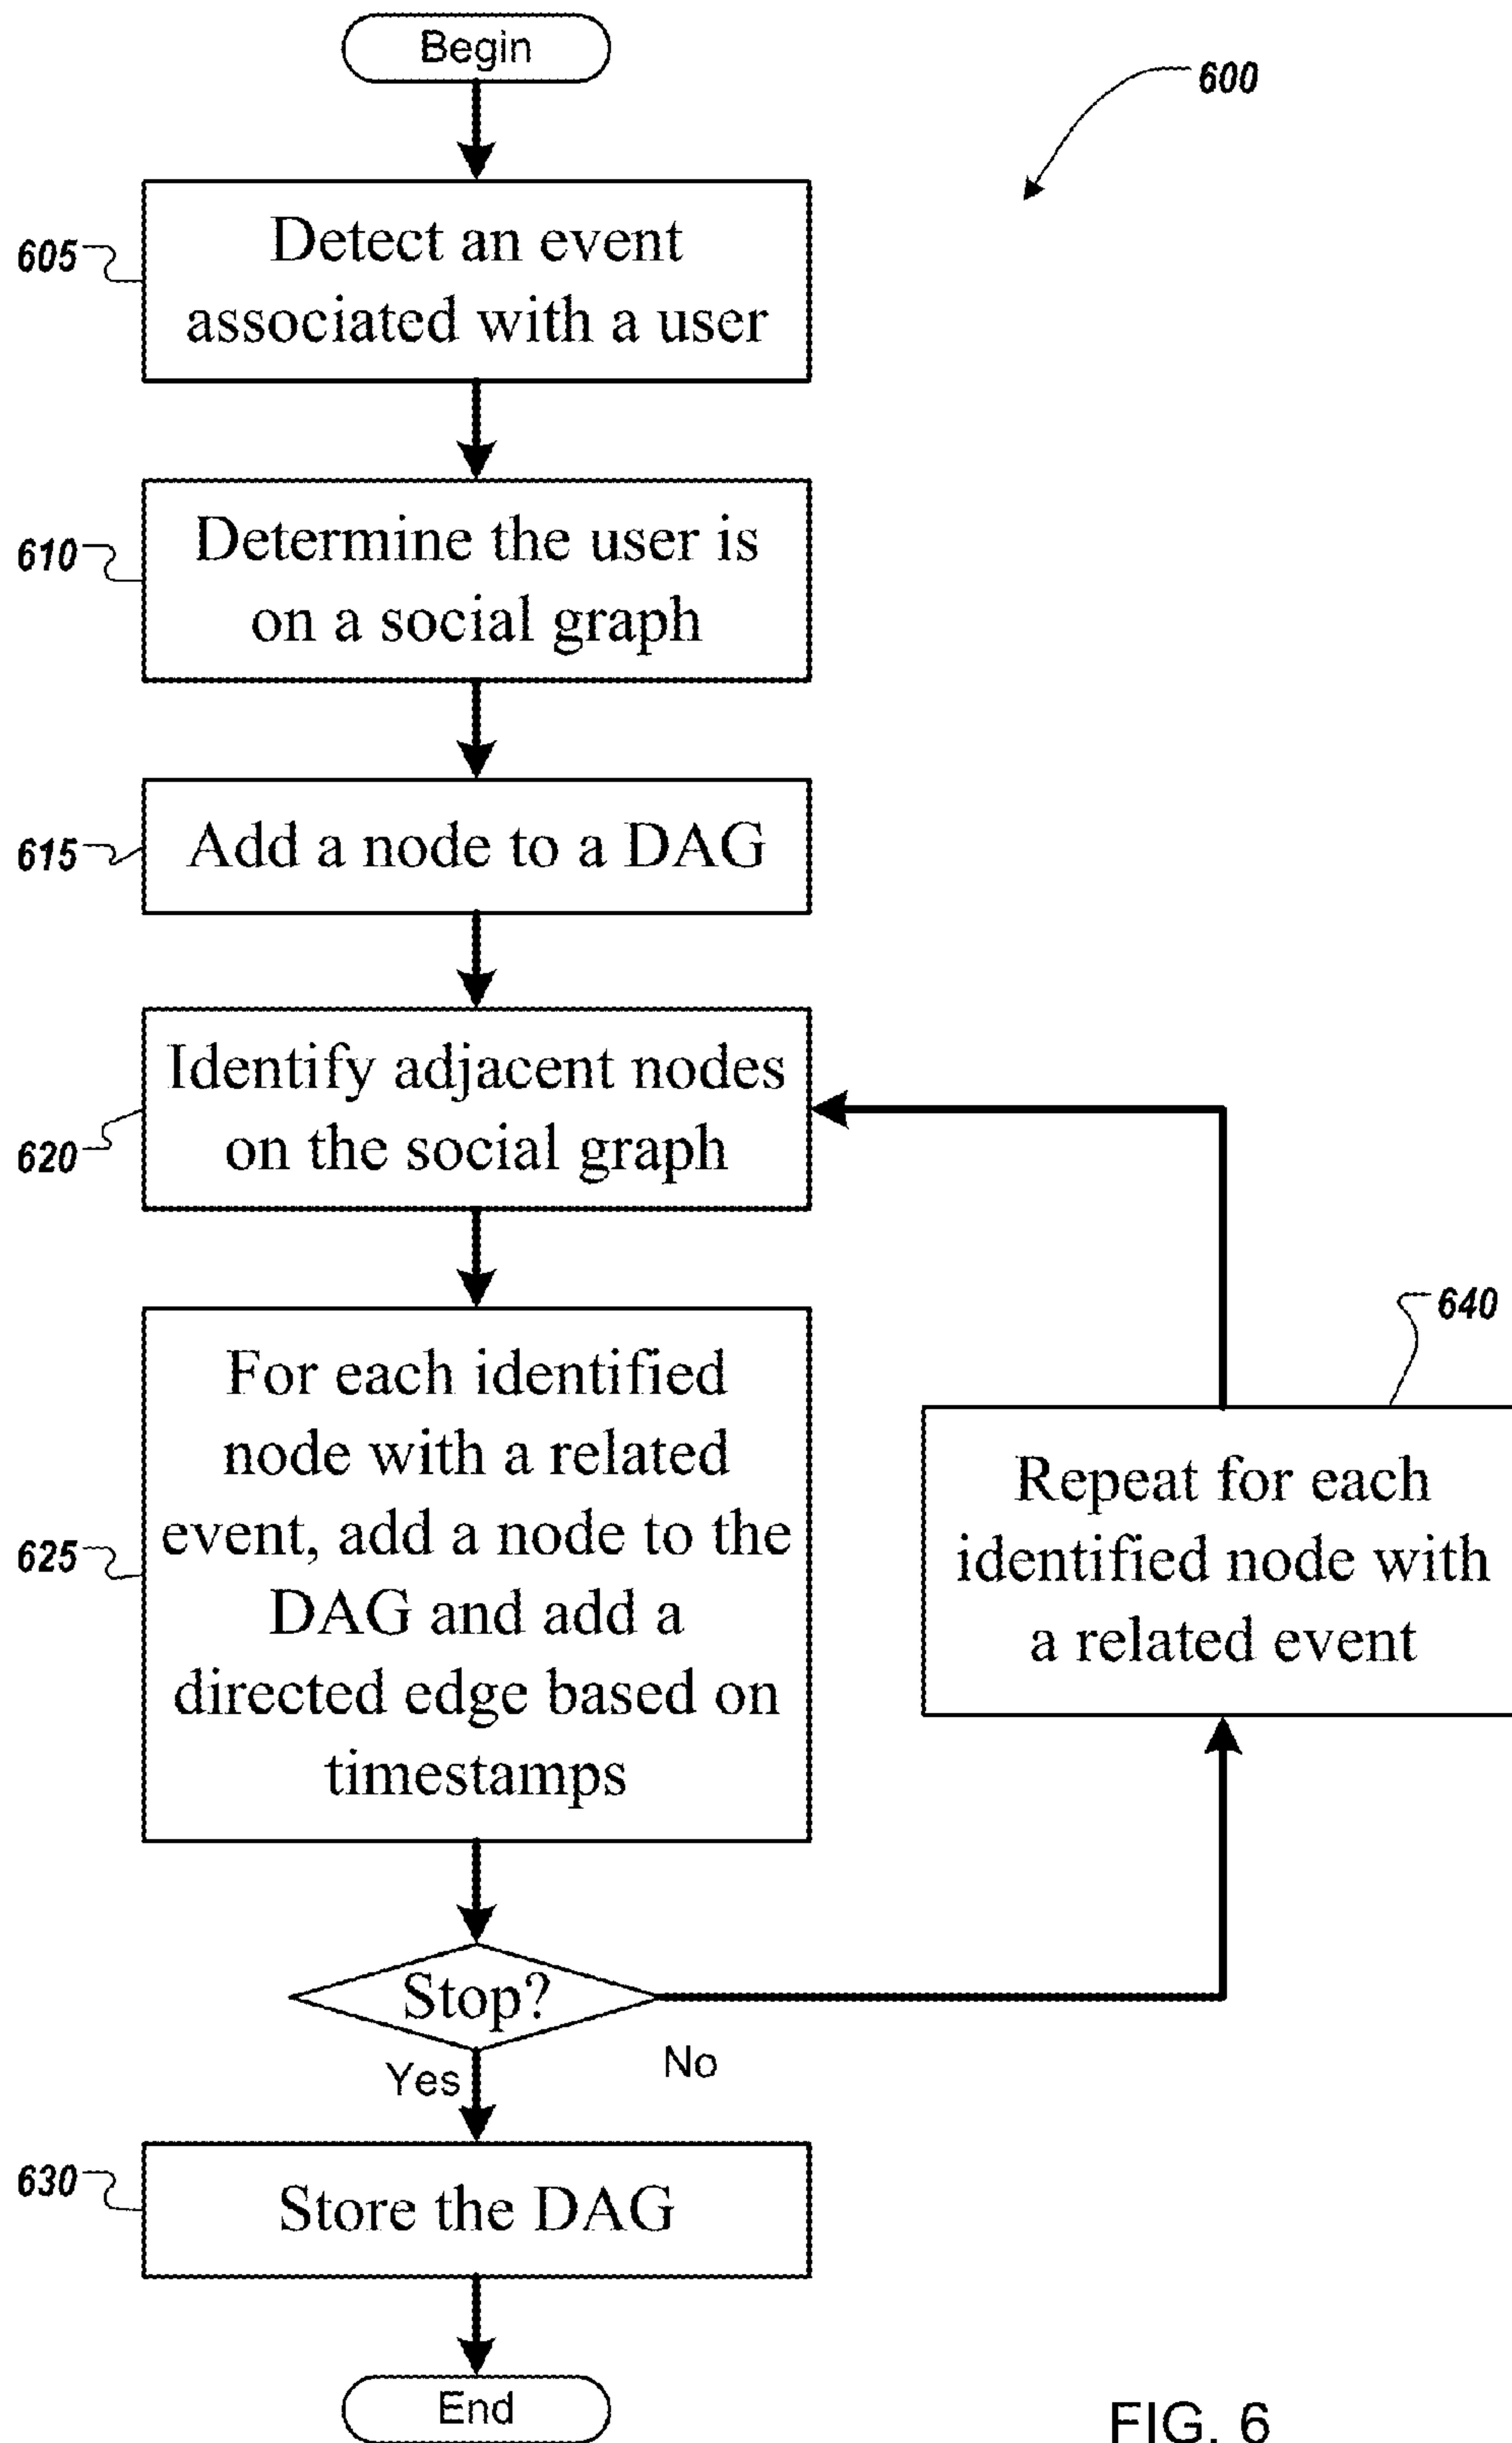 Begin
600
605
Detect an event
associated with a user
610
Determine the user is
on a social graph
615
Add a node to a DAG
620
Identify adjacent nodes
on the social graph
625
For each identified
node with a related
event, add a node to the
DAG and add a
directed edge based on
timestamps
640
Repeat for each
identified node with
a related event
Stop?
Yes
No
630
Store the DAG
End
FIG. 6